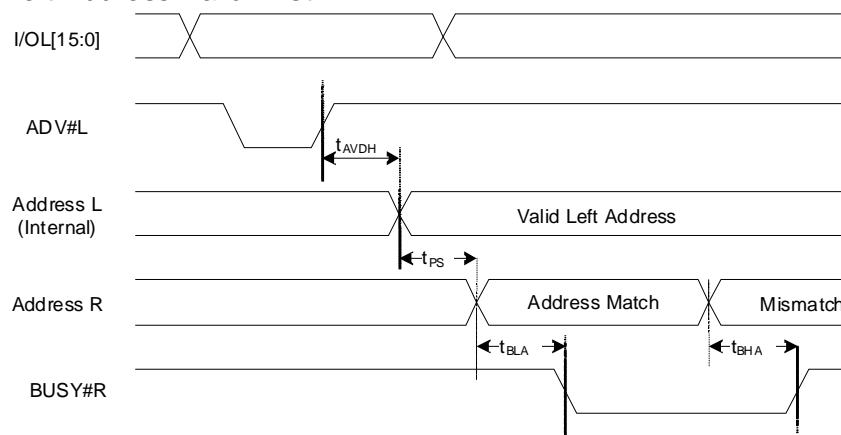 I/OL[15:0]
ADV#L
tAVDH
Address L
(Internal)
Valid Left Address
tPS
Address R
Address Match
Mismatch
tBLA
tBHA
BUSY#R